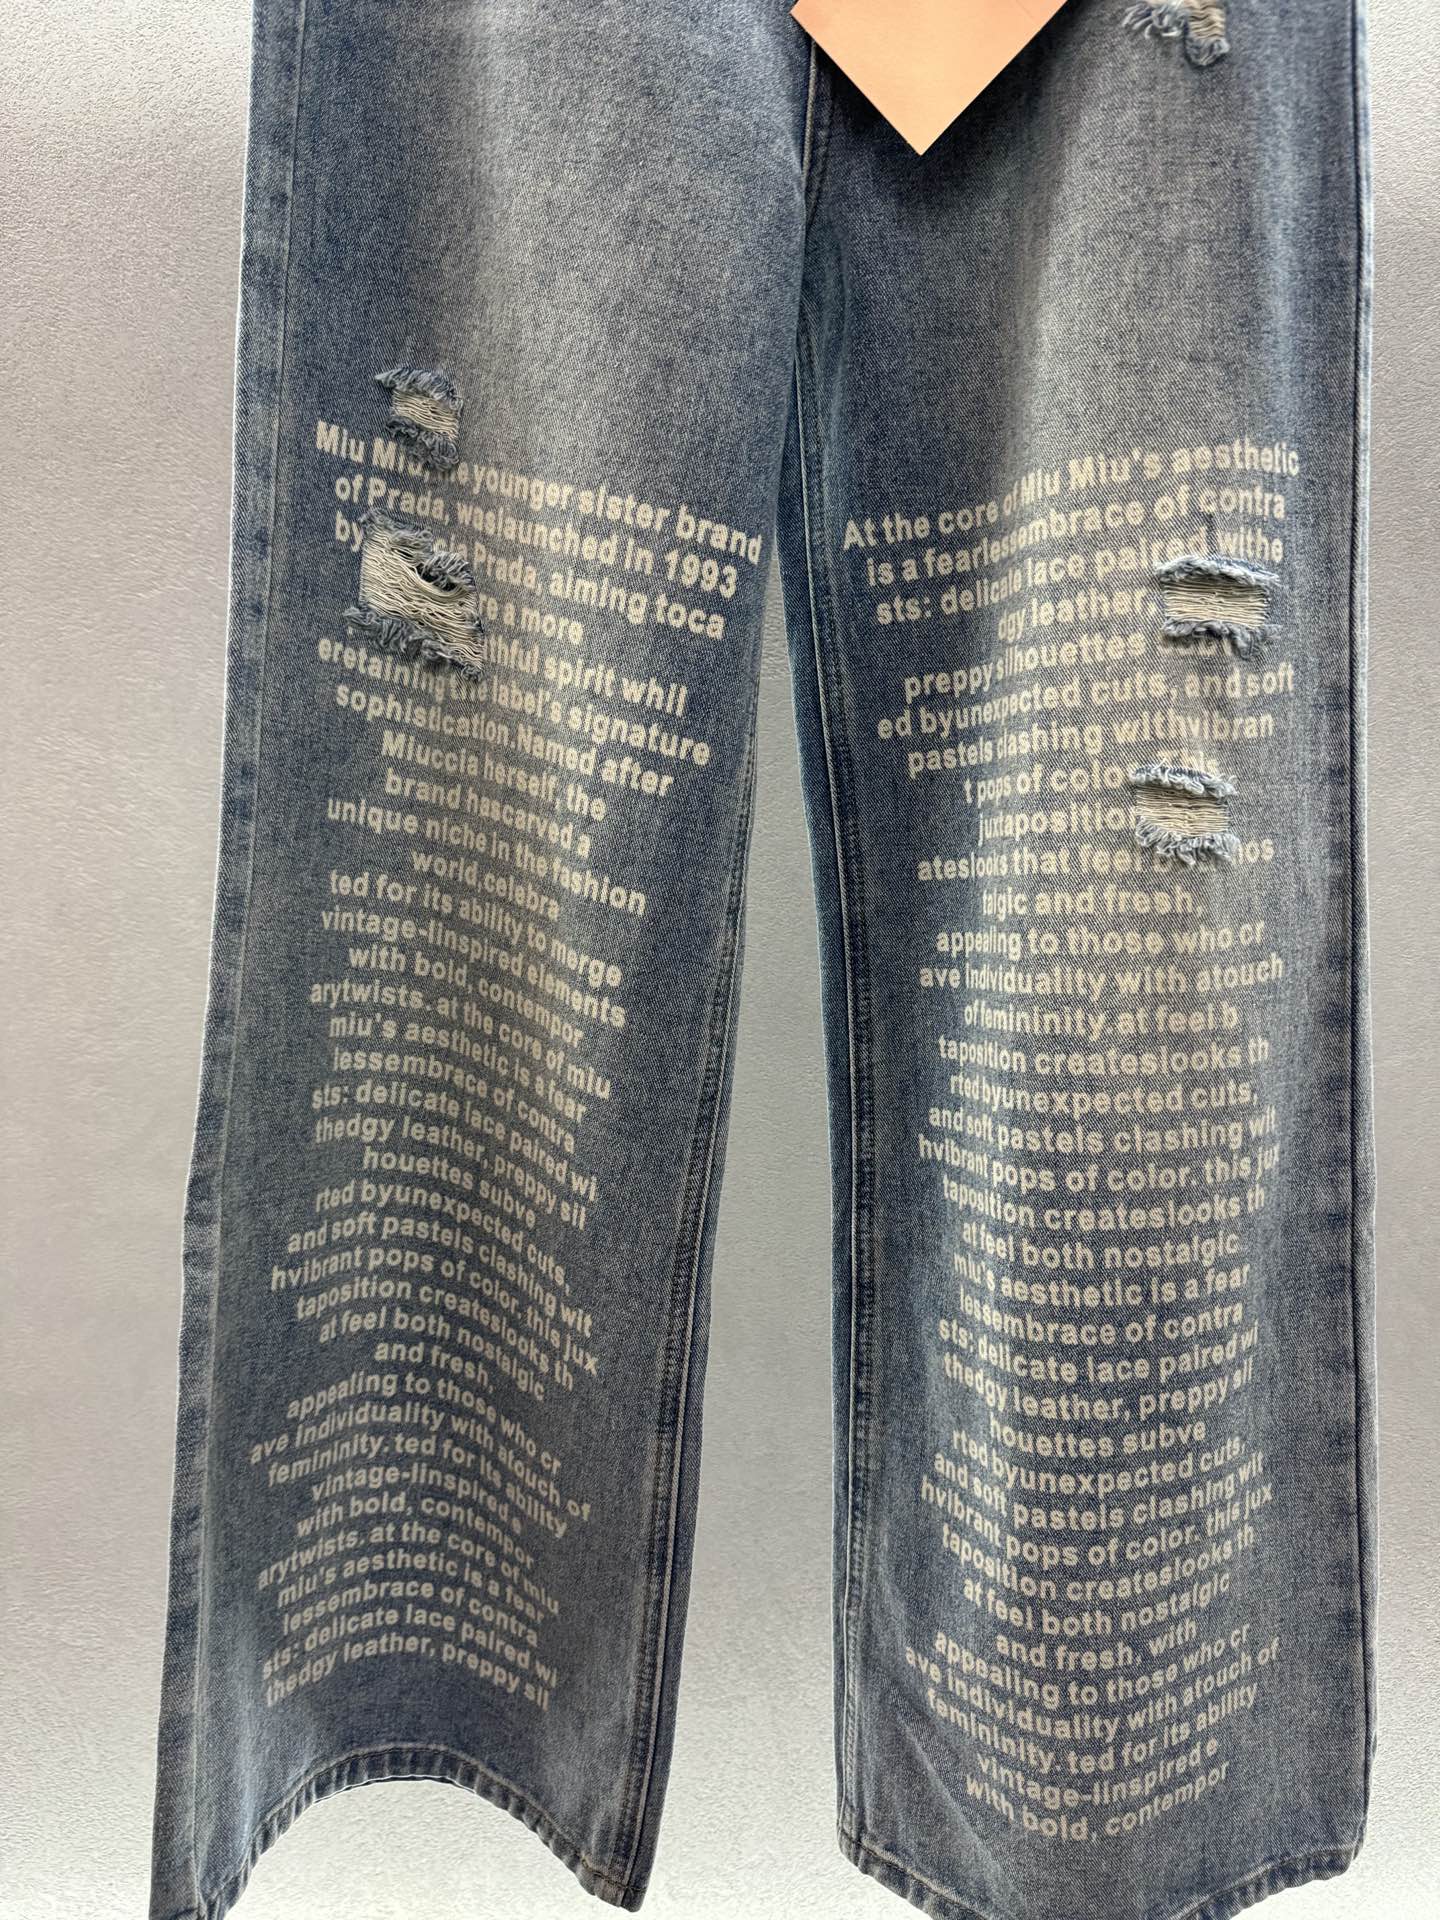 Miu Miu, e younger sister brand
of Prada, waslaunched in 1993
by cia Prada, aiming toca
re a more
thful spirit whil
eretaining the label's signature
sophistication.Named after
Miuccia herself, the
brand hascarved a
unique niche in the fashion
world,celebra
ted for its ability to merge
vintage-iinspired elements
with bold, contempor
arytwists. at the core of miu
miu's aesthetic is a fear
lessembrace of contra
sts: delicate lace paired wi
thedgy leather, preppy sil
houettes subve
rted byunexpected cuts,
and soft pastels clashing wit
hvibrant pops of color. this jux
taposition createslooks th
at feel both nostalgic
and fresh,
appealing to those who cr
ave individuality with atouch of
femininity. ted for its ability
vintage-iinspired e
with bold, contempor
arytwists. at the core of miu
miu's aesthetic is a fear
lessembrace of contra
sts: delicate lace paired wi
thedgy leather, preppy sil
At the core of Miu Miu's aesthetic
is a fearlessembrace of contra
sts: delicate lace paired withe
dgy leather,
preppy silhouettes
ed byunexpected cuts, and soft
pastels clashing withvibran
t pops of color. This
juxtaposition
ateslooks that feel b nos
talgic and fresh,
appealing to those who cr
ave individuality with atouch
of femininity.at feel b
taposition createslooks th
rted byunexpected cuts,
and soft pastels clashing wit
hvibrant pops of color. this jux
taposition createslooks th
at feel both nostalgic
miu's aesthetic is a fear
lessembrace of contra
sts: delicate lace paired wi
thedgy leather, preppy sil
houettes subve
rted byunexpected cuts,
and soft pastels clashing wit
hvibrant pops of color. this jux
taposition createslooks th
at feel both nostalgic
and fresh, with
appealing to those who cr
ave individuality with atouch of
femininity. ted for its ability
vintage-iinspired e
with bold, contempor